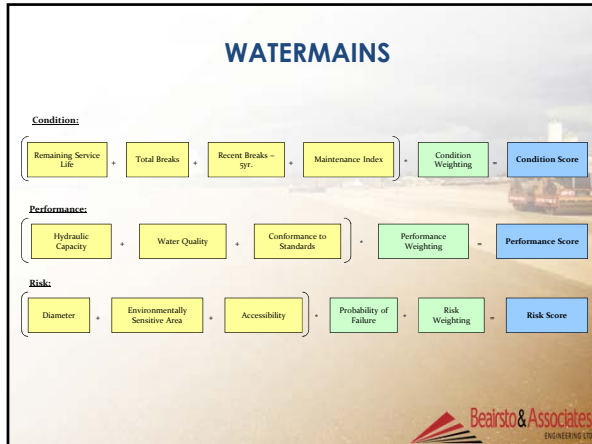 WATERMAINS
Condition:
( Remaining Service Life + Total Breaks + Recent Breaks – 5yr. + Maintenance Index ) * Condition Weighting = Condition Score
Performance:
( Hydraulic Capacity + Water Quality + Conformance to Standards ) * Performance Weighting = Performance Score
Risk:
( Diameter + Environmentally Sensitive Area + Accessibility ) * Probability of Failure * Risk Weighting = Risk Score
Bearisto & Associates
ENGINEERING LTD